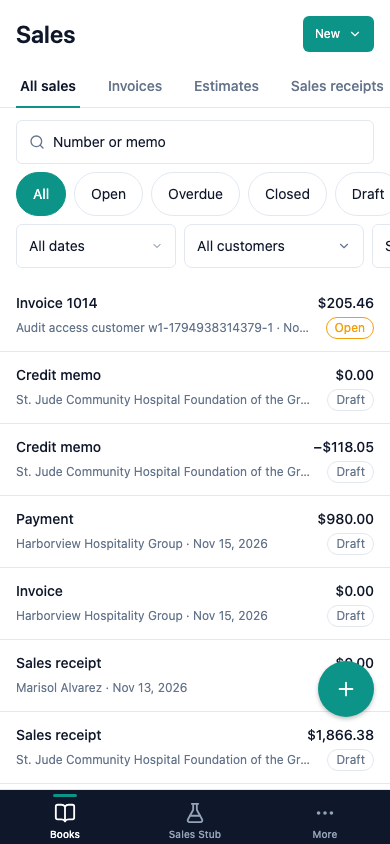 Sales
New
All sales Invoices Estimates Sales receipts
Number or memo
All Open Overdue Closed Draft
All dates All customers S
Invoice 1014 $205.46
Audit access customer w1-1794938314379-1 · No... Open
Credit memo $0.00
St. Jude Community Hospital Foundation of the Gr... Draft
Credit memo −$118.05
St. Jude Community Hospital Foundation of the Gr... Draft
Payment $980.00
Harborview Hospitality Group · Nov 15, 2026 Draft
Invoice $0.00
Harborview Hospitality Group · Nov 15, 2026 Draft
Sales receipt
Marisol Alvarez · Nov 13, 2026
Sales receipt $1,866.38
St. Jude Community Hospital Foundation of the Gr... Draft
Books Sales Stub More